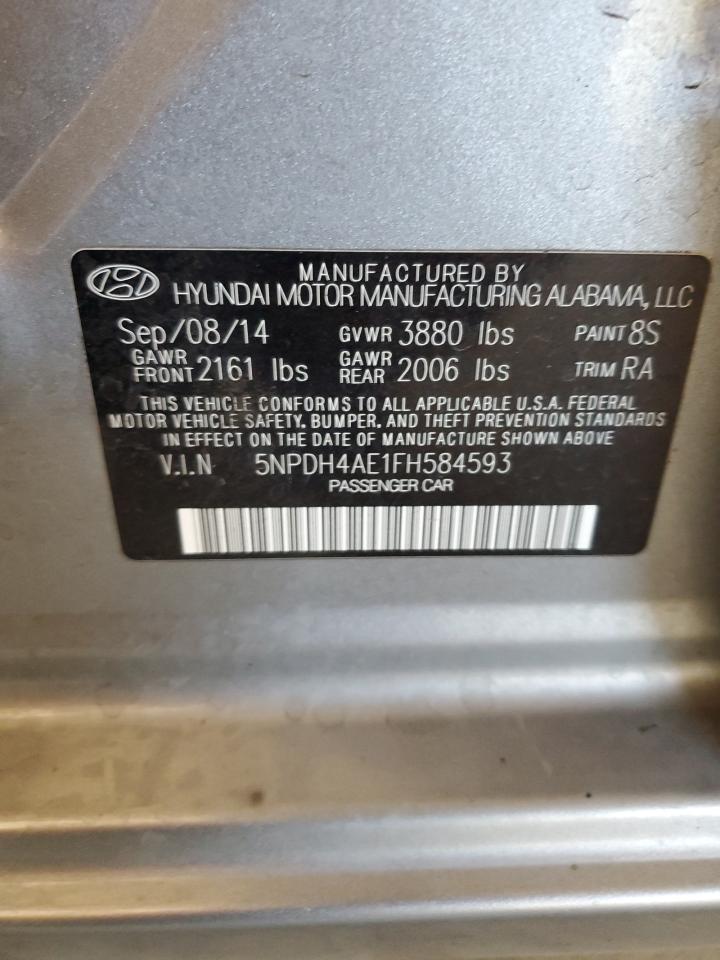 MANUFACTURED BY
HYUNDAI MOTOR MANUFACTURING ALABAMA, LLC
Sep/08/14 GVWR 3880 lbs PAINT 8S
GAWR FRONT 2161 lbs GAWR REAR 2006 lbs TRIM RA
THIS VEHICLE CONFORMS TO ALL APPLICABLE U.S.A. FEDERAL
MOTOR VEHICLE SAFETY, BUMPER, AND THEFT PREVENTION STANDARDS
IN EFFECT ON THE DATE OF MANUFACTURE SHOWN ABOVE
V.I.N 5NPDH4AE1FH584593
PASSENGER CAR